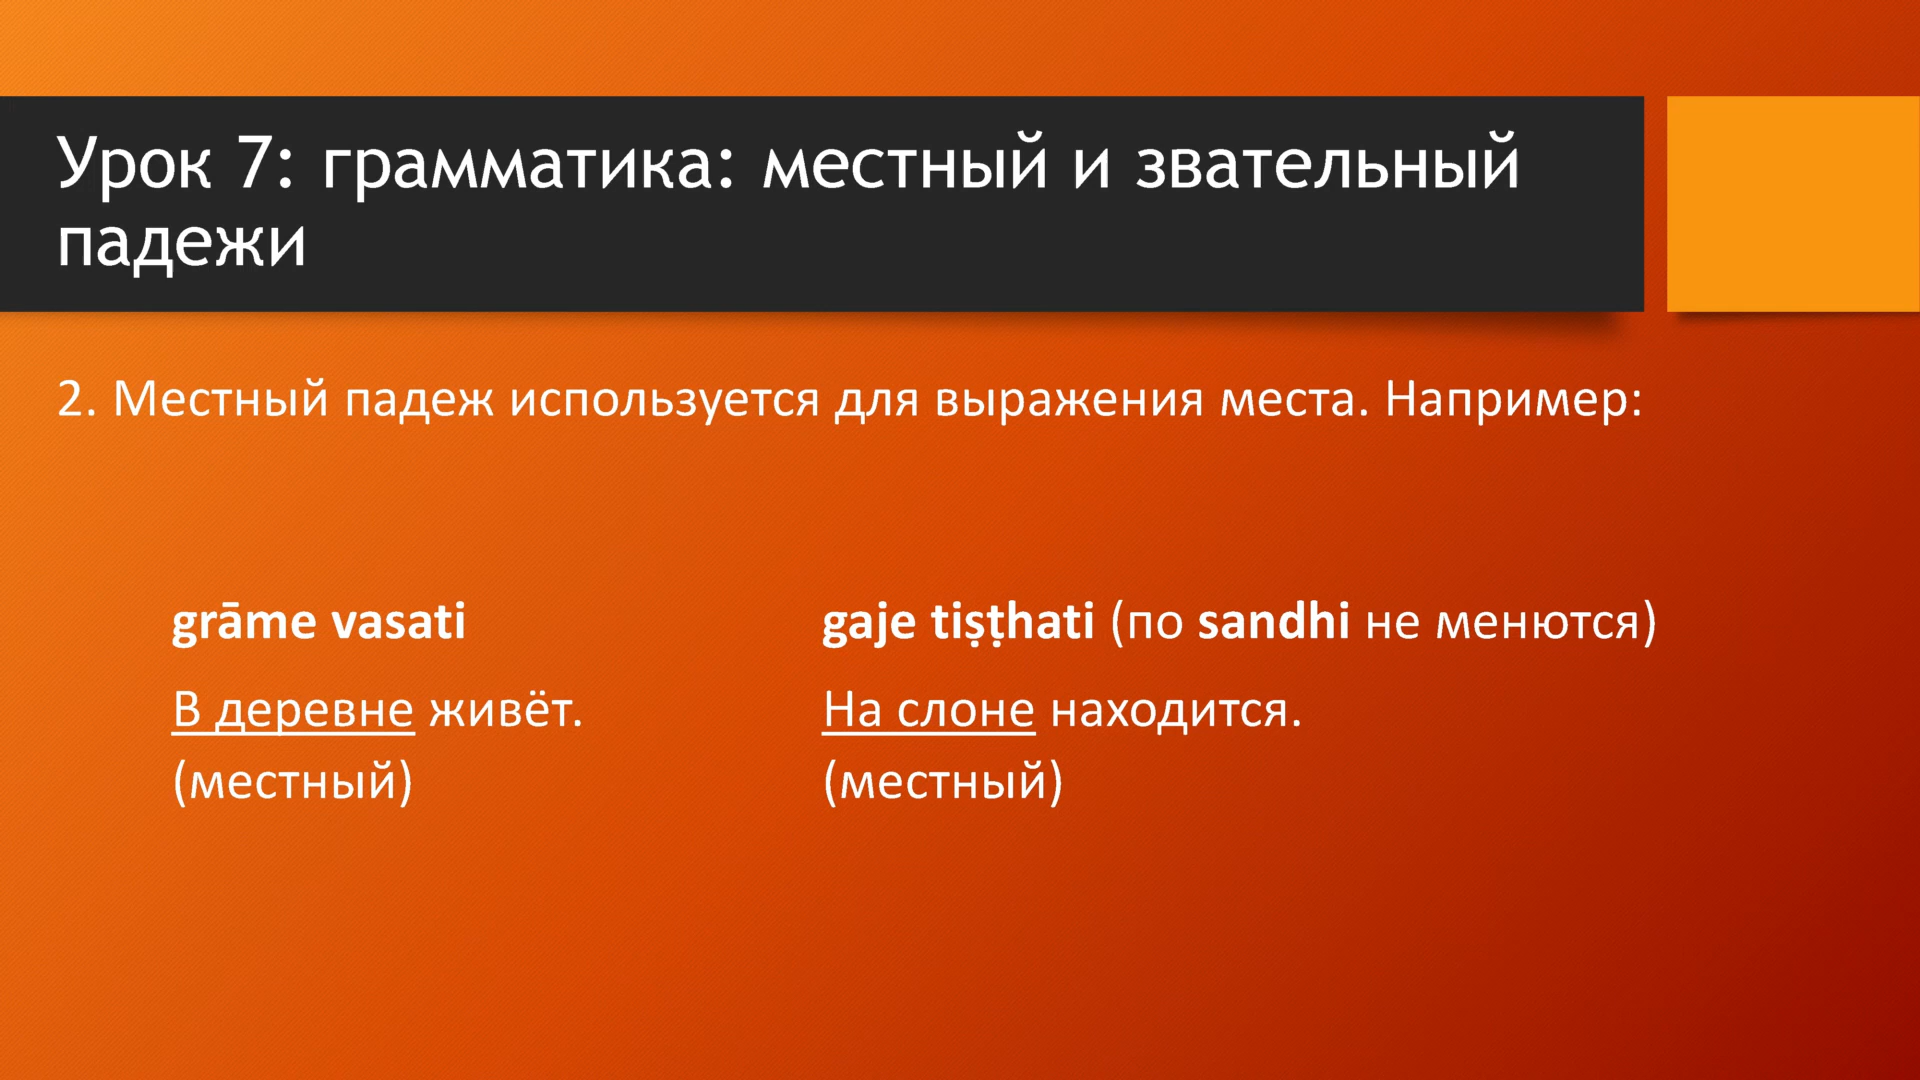 Урок 7: грамматика: местный и звательный
падежи
2. Местный падеж используется для выражения места. Например:
grāme vasati
gaje tiṣṭhati (по sandhi не менются)
В деревне живёт.
На слоне находится.
(местный)
(местный)